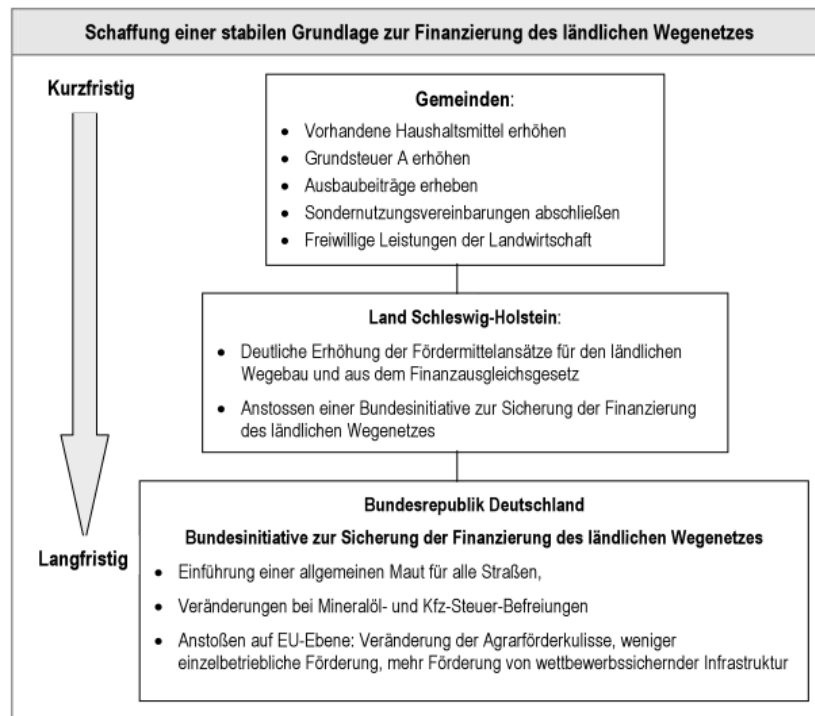 Schaffung einer stabilen Grundlage zur Finanzierung des ländlichen Wegenetzes
Kurzfristig
Gemeinden:
• Vorhandene Haushaltsmittel erhöhen
• Grundsteuer A erhöhen
• Ausbaubeiträge erheben
• Sondernutzungsvereinbarungen abschließen
• Freiwillige Leistungen der Landwirtschaft
Land Schleswig-Holstein:
• Deutliche Erhöhung der Fördermittelansätze für den ländlichen
Wegebau und aus dem Finanzausgleichsgesetz
• Anstossen einer Bundesinitiative zur Sicherung der Finanzierung
des ländlichen Wegenetzes
Langfristig
Bundesrepublik Deutschland
Bundesinitiative zur Sicherung der Finanzierung des ländlichen Wegenetzes
• Einführung einer allgemeinen Maut für alle Straßen,
• Veränderungen bei Mineralöl- und Kfz-Steuer-Befreiungen
• Anstoßen auf EU-Ebene: Veränderung der Agrarförderkulisse, weniger
einzelbetriebliche Förderung, mehr Förderung von wettbewerbssichernder Infrastruktur